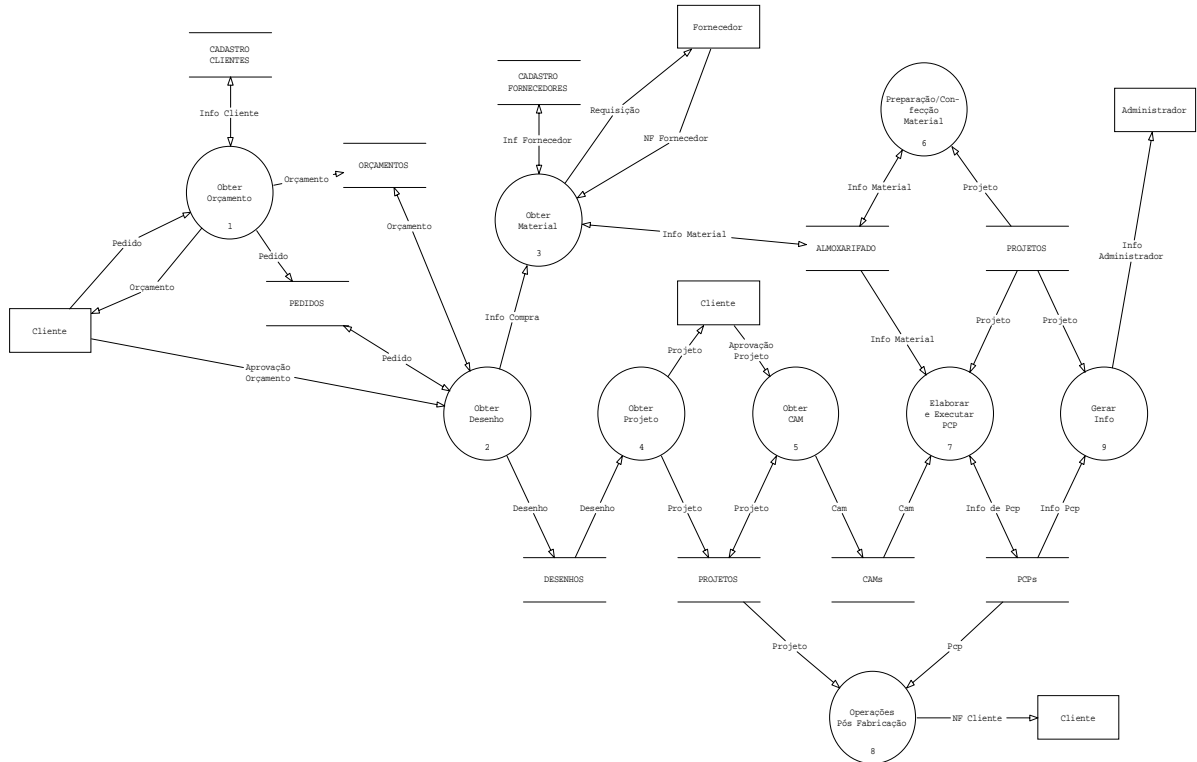 Fornecedor
CADASTRO
CLIENTES
CADASTRO
FORNECEDORES
Preparação/Con-
fecção
Material
6
Administrador
Info Cliente
Requisição
NF Fornecedor
Inf Fornecedor
ORÇAMENTOS
Orçamento
Obter
Orçamento
1
Info Material
Projeto
Obter
Material
3
Orçamento
Pedido
Info Material
ALMOXARIFADO
PROJETOS
Info
Administrador
Pedido
Orçamento
PEDIDOS
Cliente
Info Compra
Projeto
Projeto
Cliente
Info Material
Aprovação
Projeto
Projeto
Pedido
Aprovação
Orçamento
Obter
Desenho
2
Obter
Projeto
4
Obter
CAM
5
Elaborar
e Executar
PCP
7
Gerar
Info
9
Desenho
Desenho
Projeto
Projeto
Cam
Cam
Info de Pcp
Info Pcp
DESENHOS
PROJETOS
CAMs
PCPs
Projeto
Pcp
Operações
Pós Fabricação
8
NF Cliente
Cliente